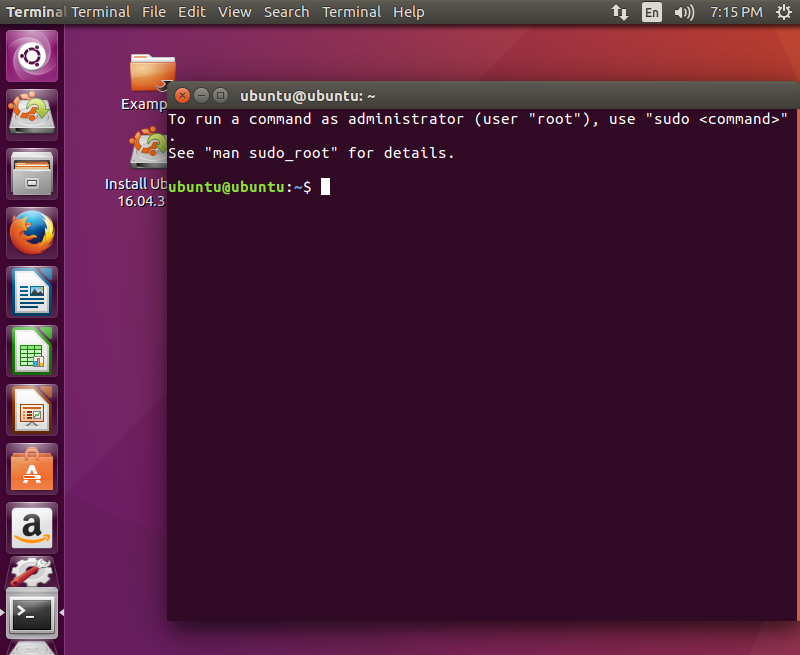 Terminal Terminal File Edit View Search Terminal Help En 7:15 PM
Examp
Install Ub
16.04.3
ubuntu@ubuntu: ~
To run a command as administrator (user "root"), use "sudo <command>"
.
See "man sudo_root" for details.
ubuntu@ubuntu:~$
A
a
>_